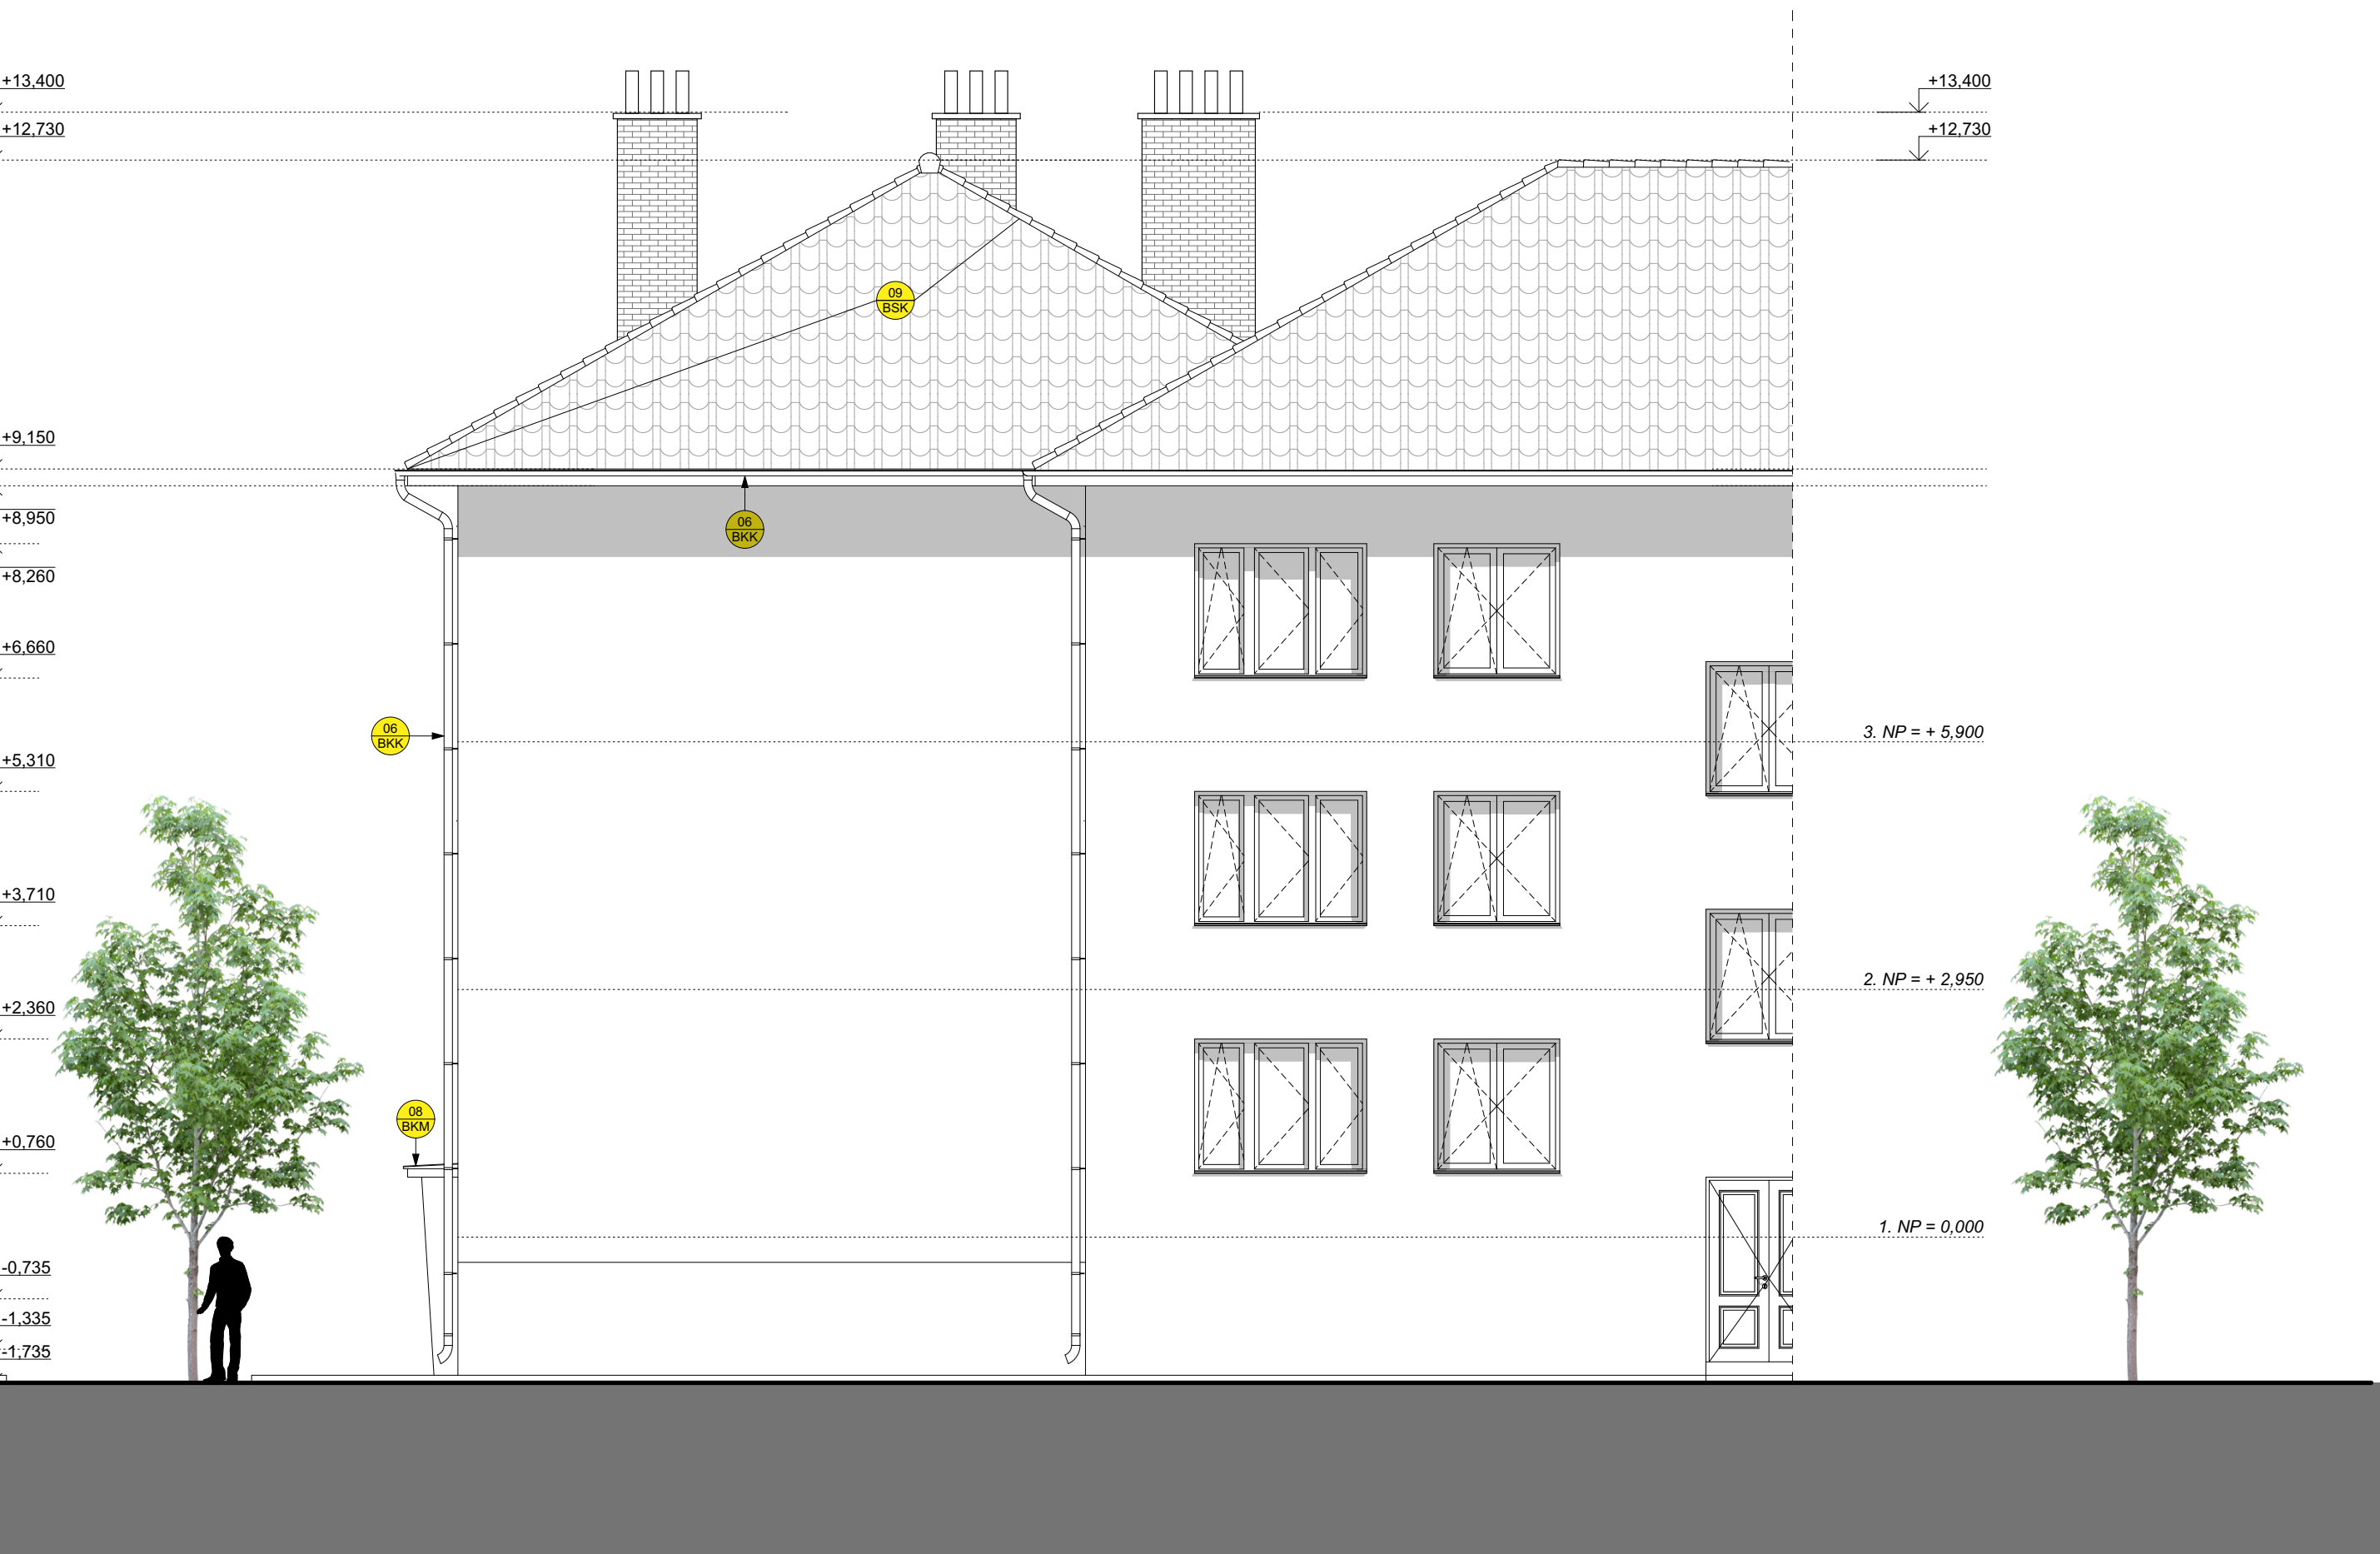 +13,400
+13,400
+12,730
+12,730
09
BSK
+9,150
+8,950
06
BKK
+8,260
+6,660
06
BKK
3. NP = + 5,900
+5,310
+3,710
2. NP = + 2,950
+2,360
08
BKM
+0,760
1. NP = 0,000
-0,735
-1,335
-1,735